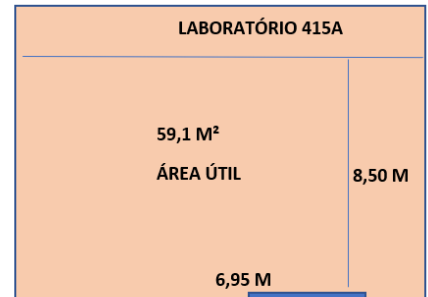 LABORATÓRIO 415A
59,1 M²
ÁREA ÚTIL
8,50 M
6,95 M